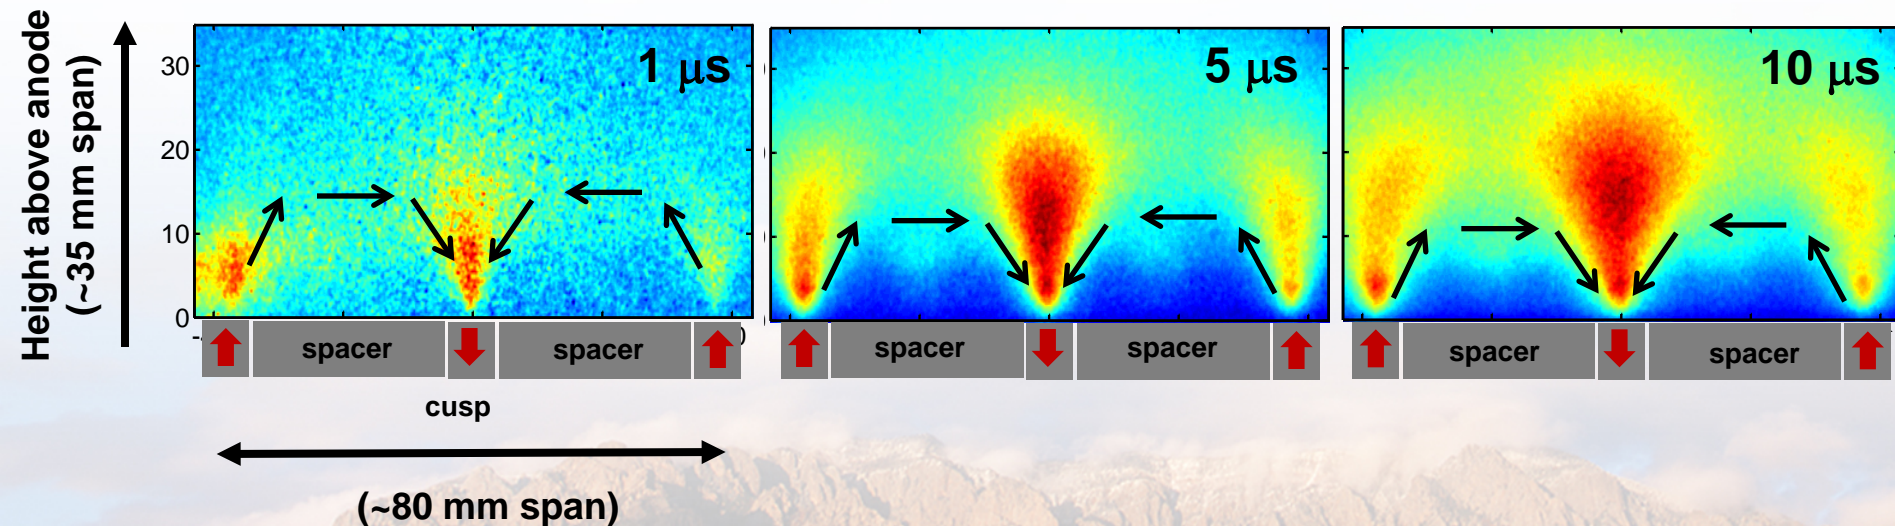 Height above anode
(~35 mm span)
30
20
10
0
1 μs
5 μs
10 μs
spacer
spacer
spacer
spacer
spacer
spacer
cusp
(~80 mm span)